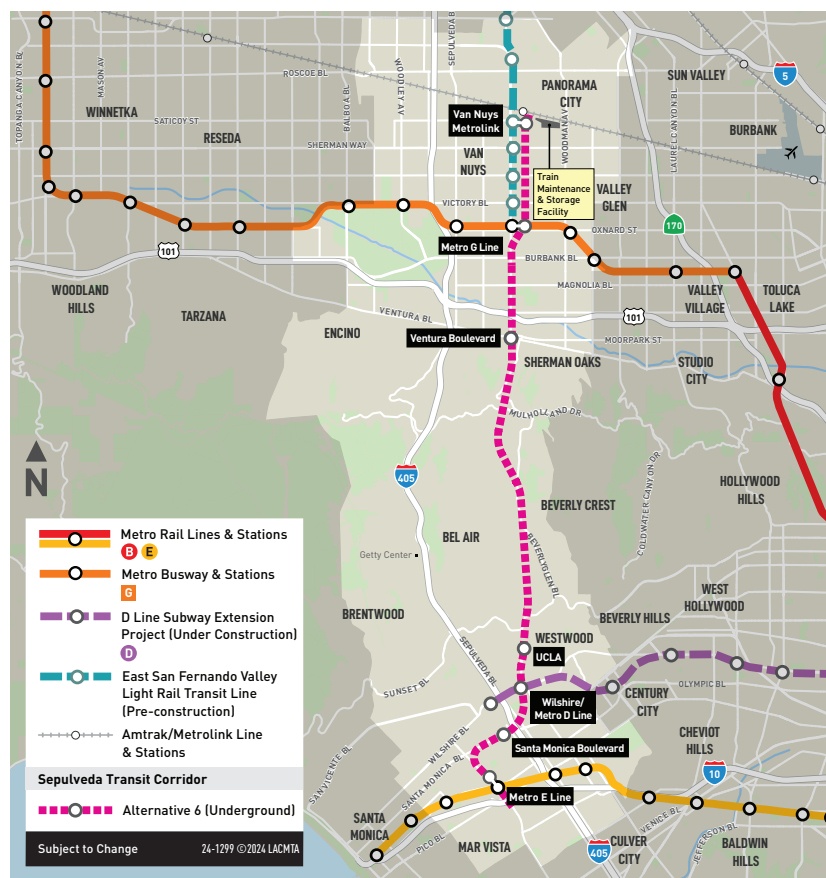 TOPANGA CANYON BL
MASON AV
WINNETKA
SATICOY ST
RESEDA
ROSCOE BL
SHERMAN WAY
BALBOA BL
WOODLEY AV
SEPULVEDA B
PANORAMA
CITY
SUN VALLEY
5
Van Nuys
Metrolink
WOODMAN AV
LAUREL CANYON BL
BURBANK
VAN
NUYS
Train
Maintenance
& Storage
Facility
VALLEY
GLEN
VICTORY BL
OXNARD ST
170
Metro G Line
BURBANK BL
MAGNOLIA BL
101
WOODLAND
HILLS
TARZANA
VENTURA BL
ENCINO
Ventura Boulevard
101
VALLEY
VILLAGE
TOLUCA
LAKE
MOORPARK ST
SHERMAN OAKS
STUDIO
CITY
MULHOLLAND DR
N
405
COLDWATER CANYON DR
HOLLYWOOD
HILLS
BEVERLY CREST
BEL AIR
Getty Center
BEVERLY GLEN BL
BRENTWOOD
WEST
HOLLYWOOD
BEVERLY HILLS
WESTWOOD
UCLA
SEPULVEDA BL
SUNSET BL
OLYMPIC BL
Wilshire/
Metro D Line
CENTURY
CITY
CHEVIOT
HILLS
Santa Monica Boulevard
WILSHIRE BL
SANTA MONICA BL
SAN VICENTE BL
10
Metro E Line
SANTA
MONICA
PICO BL
MAR VISTA
405
CULVER
CITY
VENICE BL
JEFFERSON BL
BALDWIN
HILLS
Metro Rail Lines & Stations
B E
Metro Busway & Stations
G
D Line Subway Extension
Project (Under Construction)
D
East San Fernando Valley
Light Rail Transit Line
(Pre-construction)
Amtrak/Metrolink Line
& Stations
Sepulveda Transit Corridor
Alternative 6 (Underground)
Subject to Change 24-1299 ©2024 LACMTA